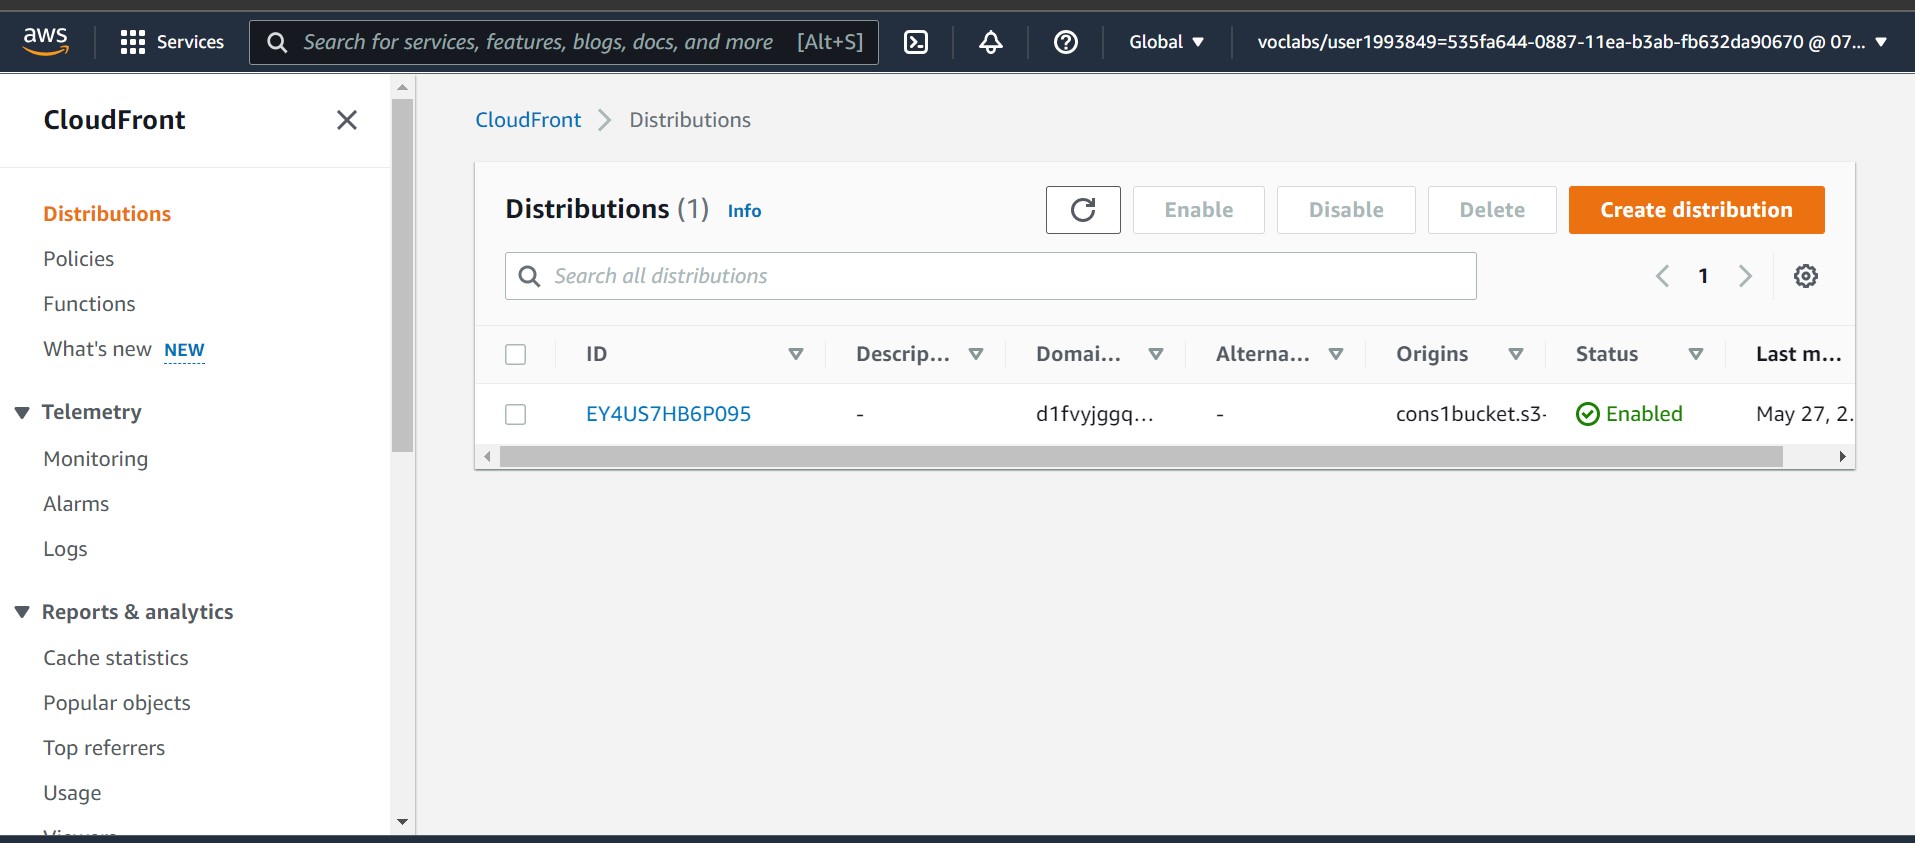 aws
Services
Search for services, features, blogs, docs, and more [Alt+S]
Global
voclabs/user1993849=535fa644-0887-11ea-b3ab-fb632da90670 @ 07...
CloudFront
Distributions
Policies
Functions
What's new NEW
Telemetry
Monitoring
Alarms
Logs
Reports & analytics
Cache statistics
Popular objects
Top referrers
Usage
Viewers
CloudFront Distributions
Distributions (1) Info
Enable
Disable
Delete
Create distribution
Search all distributions
1
ID Descrip... Domai... Alterna... Origins Status Last m...
EY4US7HB6P095 - d1fvyjggq... - cons1bucket.s3- Enabled May 27, 2.